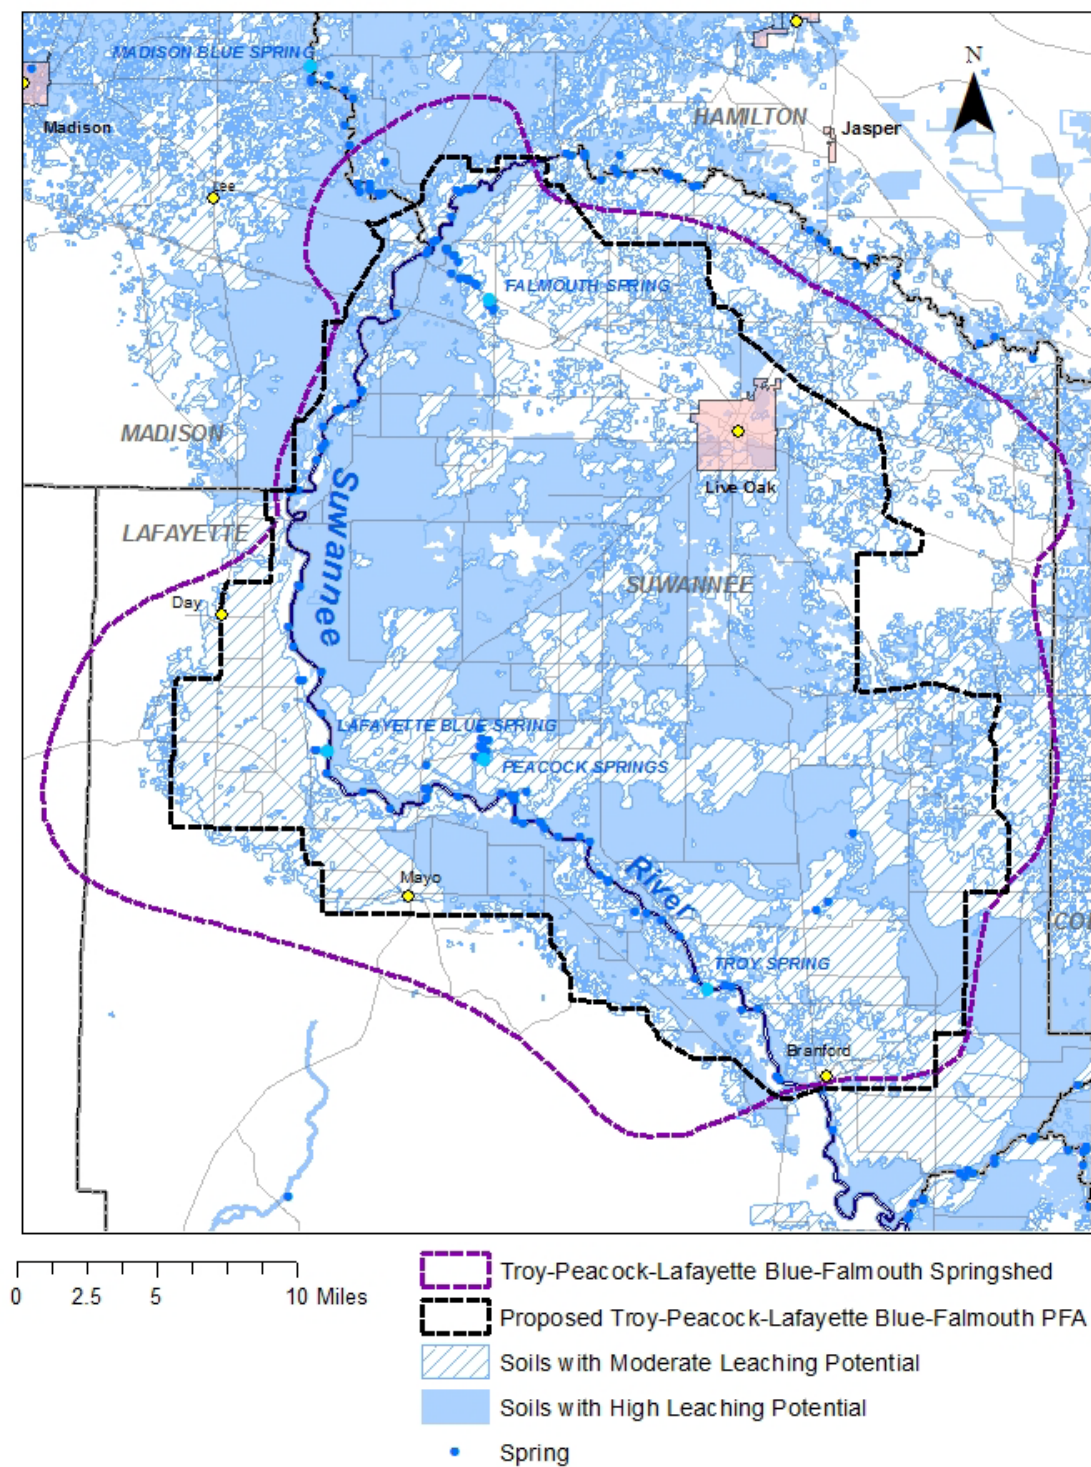 MADISON BLUE SPRING
N
HAMILTON
Madison
Jasper
Lee
FALMOUTH SPRING
MADISON
Suwannee
Live Oak
LAFAYETTE
SUWANNEE
Day
LAFAYETTE BLUE SPRING
PEACOCK SPRINGS
River
Mayo
CO
TROY SPRING
Branford
0 2.5 5 10 Miles
Troy-Peacock-Lafayette Blue-Falmouth Springshed
Proposed Troy-Peacock-Lafayette Blue-Falmouth PFA
Soils with Moderate Leaching Potential
Soils with High Leaching Potential
Spring